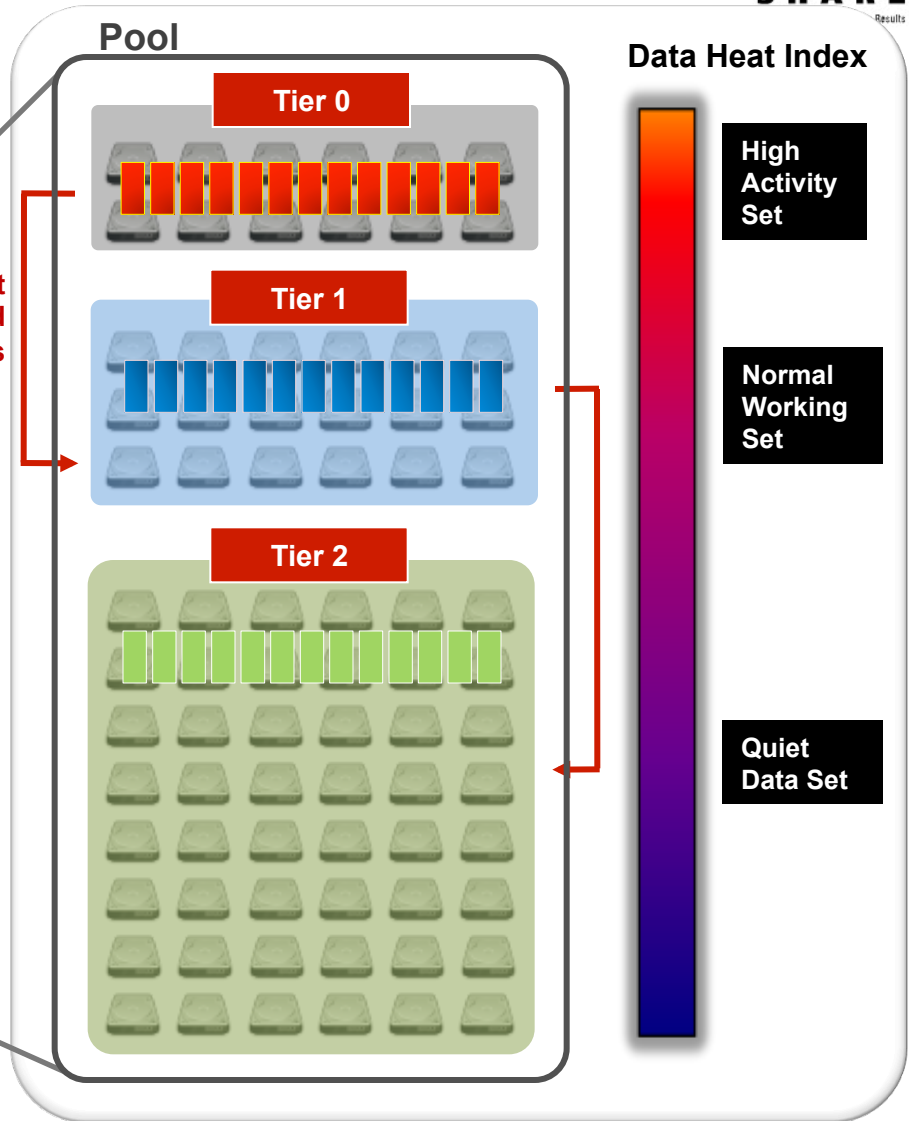 Results
Pool
Data Heat Index
Tier 0
High
Activity
Set
Tier 1
Normal
Working
Set
Tier 2
Quiet
Data Set